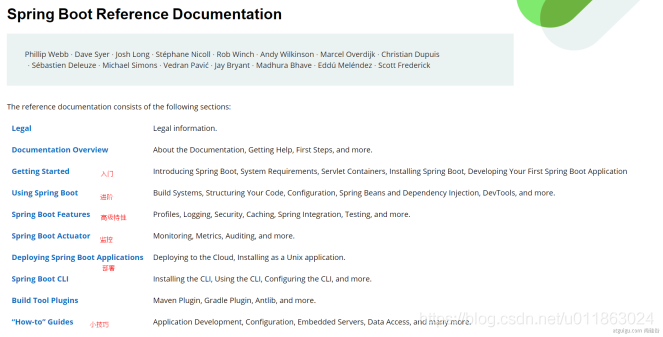 Spring Boot Reference Documentation
Phillip Webb · Dave Syer · Josh Long · Stéphane Nicoll · Rob Winch · Andy Wilkinson · Marcel Overdijk · Christian Dupuis
· Sébastien Deleuze · Michael Simons · Vedran Pavić · Jay Bryant · Madhura Bhave · Eddú Meléndez · Scott Frederick
The reference documentation consists of the following sections:
Legal Legal information.
Documentation Overview About the Documentation, Getting Help, First Steps, and more.
Getting Started 入门 Introducing Spring Boot, System Requirements, Servlet Containers, Installing Spring Boot, Developing Your First Spring Boot Application
Using Spring Boot 进阶 Build Systems, Structuring Your Code, Configuration, Spring Beans and Dependency Injection, DevTools, and more.
Spring Boot Features 高级特性 Profiles, Logging, Security, Caching, Spring Integration, Testing, and more.
Spring Boot Actuator 监控 Monitoring, Metrics, Auditing, and more.
Deploying Spring Boot Applications Deploying to the Cloud, Installing as a Unix application.
部署
Spring Boot CLI Installing the CLI, Using the CLI, Configuring the CLI, and more.
Build Tool Plugins Maven Plugin, Gradle Plugin, Antlib, and more.
“How-to” Guides 小技巧 Application Development, Configuration, Embedded Servers, Data Access, and many more.
https://blog.csdn.net/u011863024